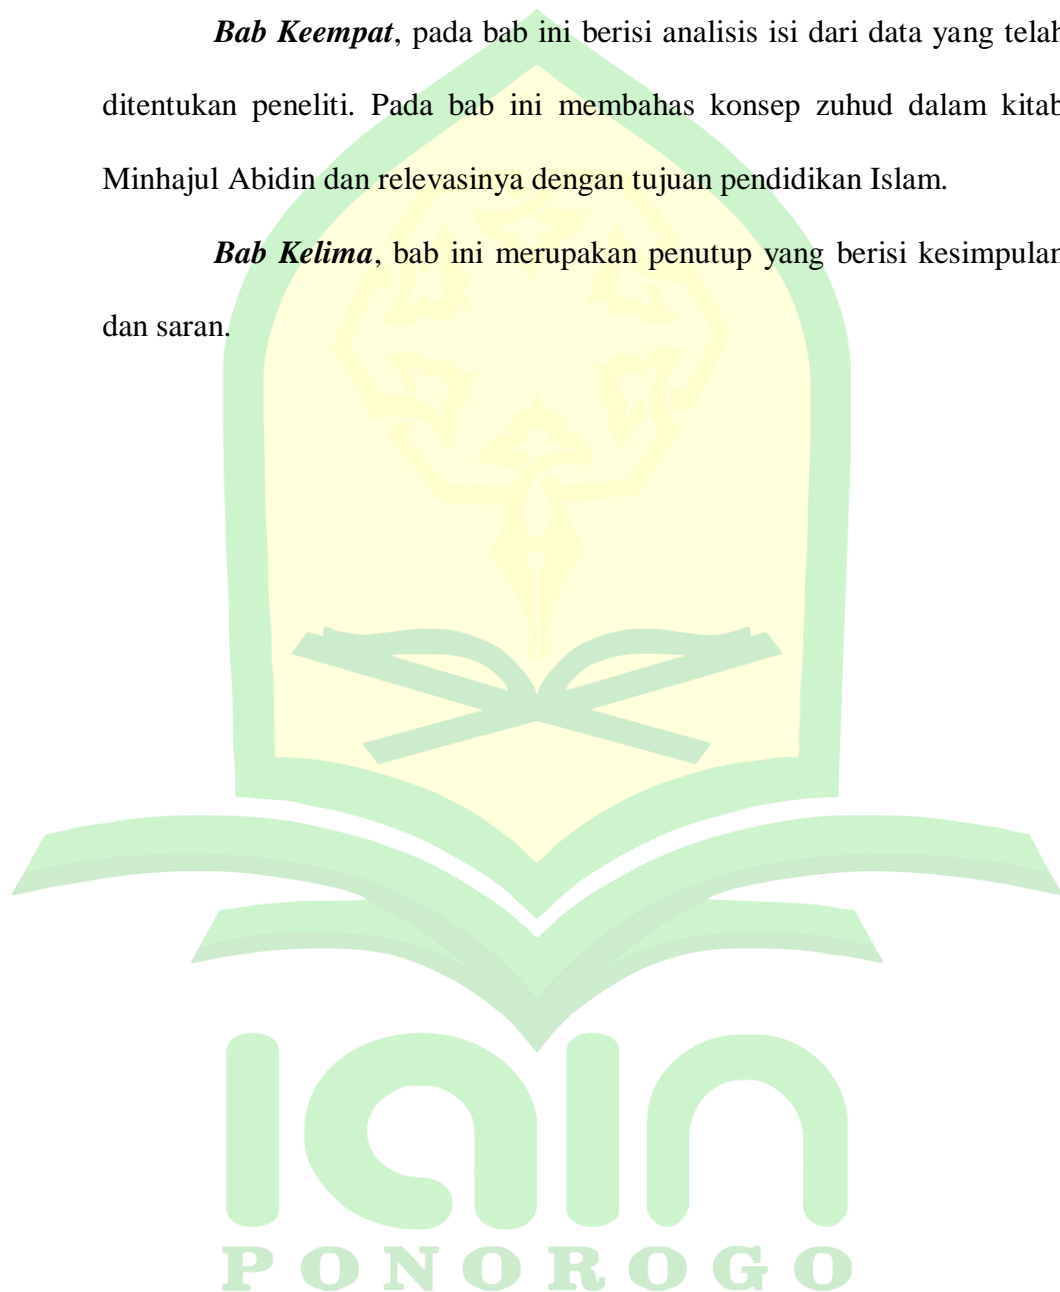 Bab Keempat, pada bab ini berisi analisis isi dari data yang telah
ditentukan peneliti. Pada bab ini membahas konsep zuhud dalam kitab
Minhajul Abidin dan relevasinya dengan tujuan pendidikan Islam.
Bab Kelima, bab ini merupakan penutup yang berisi kesimpulan
dan saran.
IAIN
PONOROGO